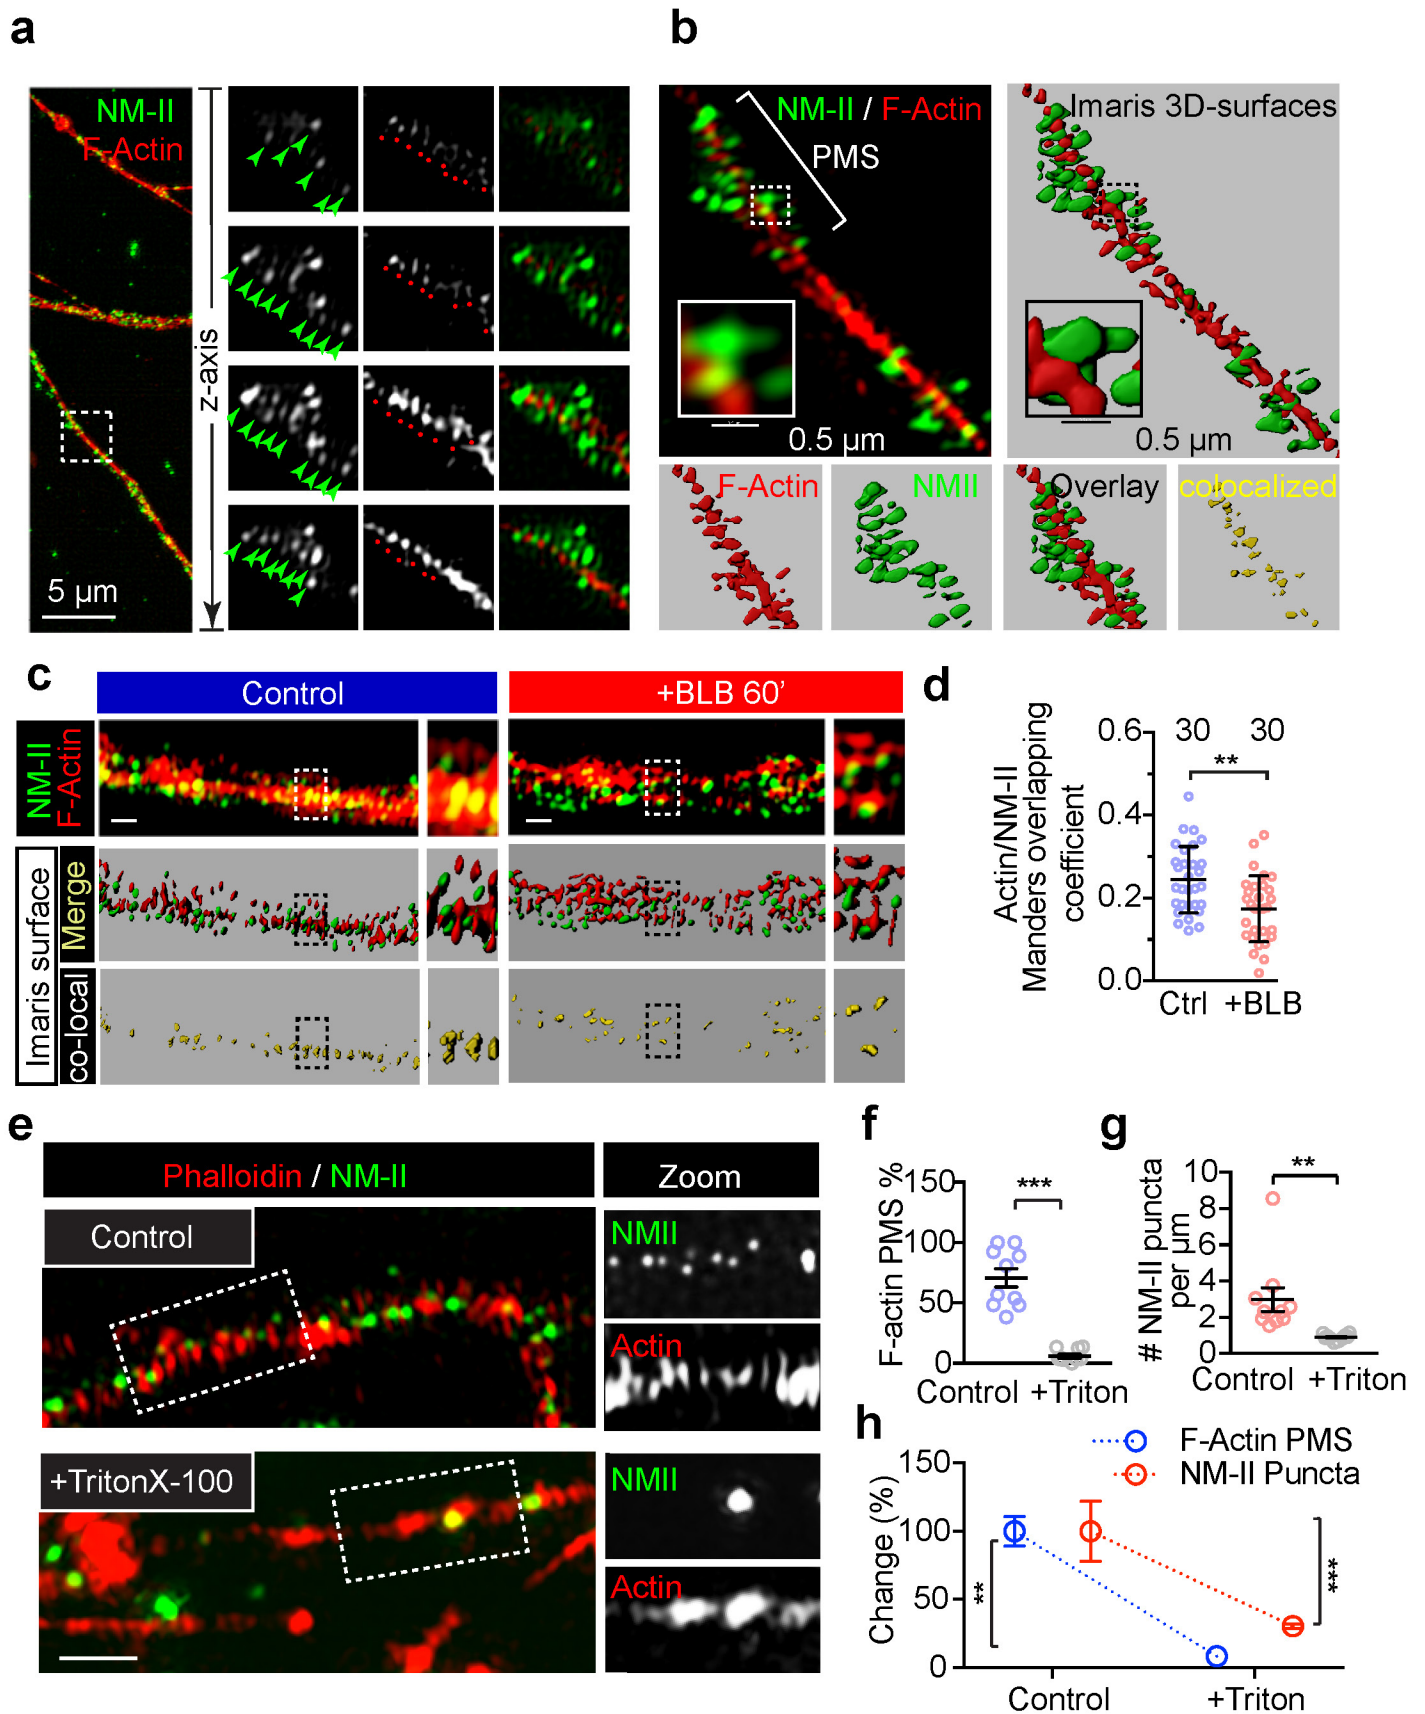 a
NM-II
F-Actin
z-axis
5 µm
b
NM-II / F-Actin
PMS
0.5 µm
Imaris 3D-surfaces
0.5 µm
F-Actin
NMII
Overlay
colocalized
c
Control
+BLB 60’
NM-II
F-Actin
Imaris surface
Merge
co-local
d
Actin/NM-II
Manders overlapping
coefficient
0.6
0.4
0.2
0.0
30
30
**
Ctrl
+BLB
e
Phalloidin / NM-II
Zoom
Control
NMII
Actin
+TritonX-100
NMII
Actin
f
F-actin PMS %
150
100
50
0
***
Control
+Triton
g
# NM-II puncta
per µm
10
8
6
4
2
0
**
Control
+Triton
h
F-Actin PMS
NM-II Puncta
Change (%)
150
100
50
0
**
***
Control
+Triton